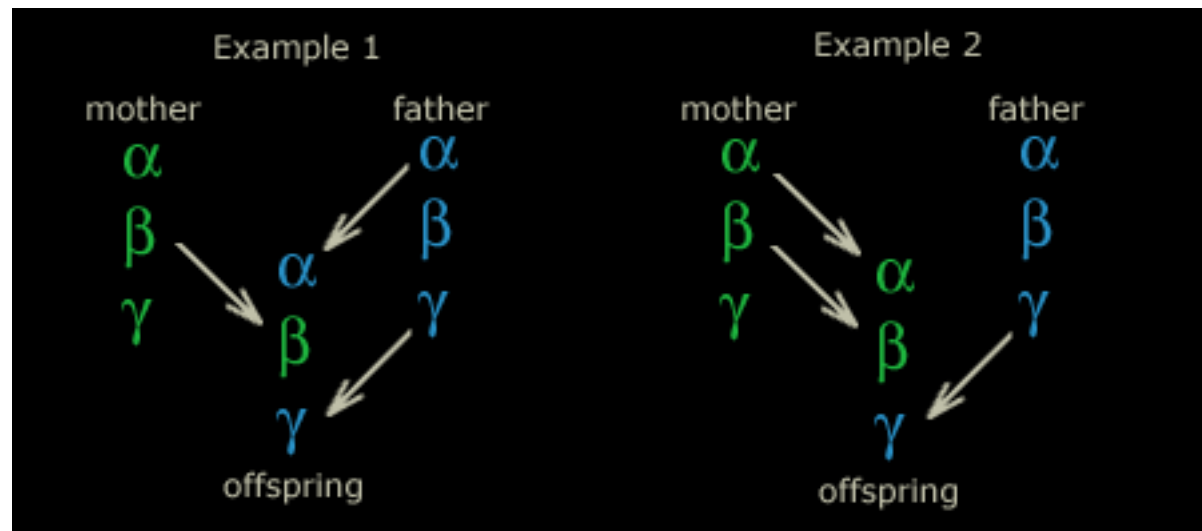 Example 1
mother father
α α
β β
γ γ
α
β
γ
offspring
Example 2
mother father
α α
β β
γ γ
α
β
γ
offspring